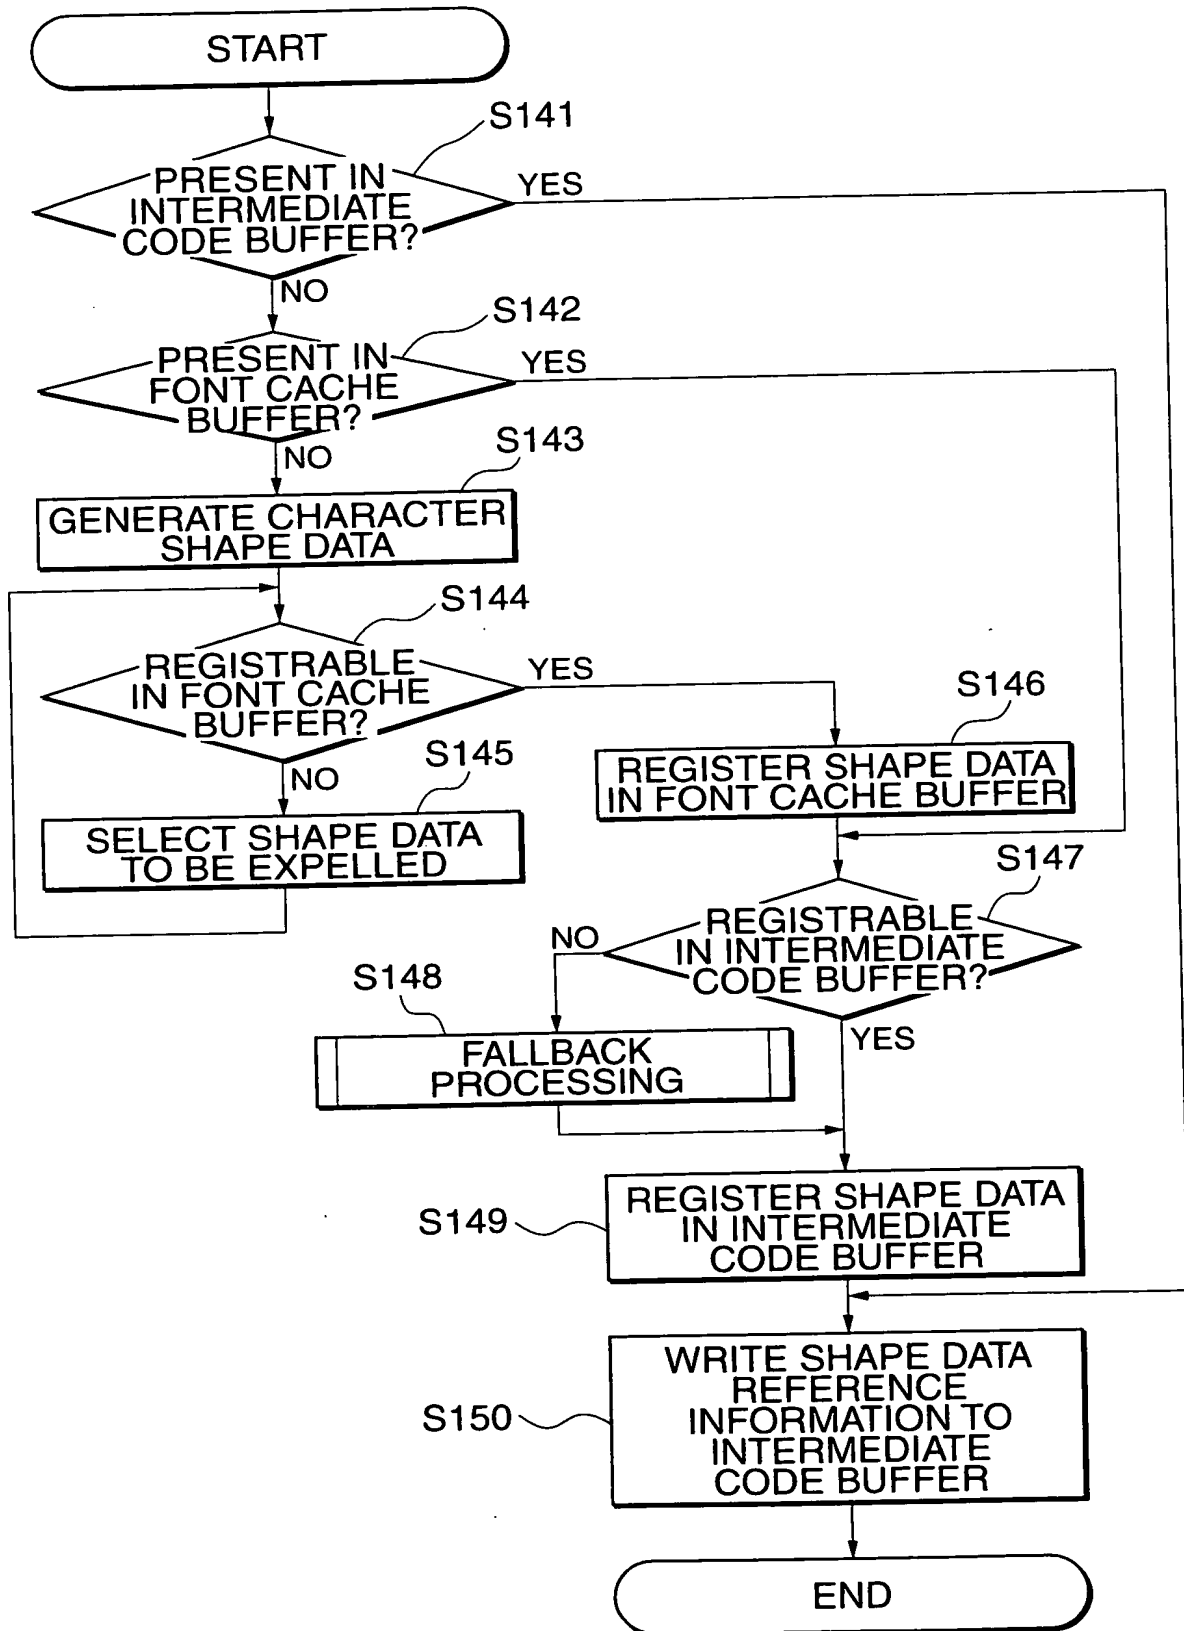 START
S141
PRESENT IN
INTERMEDIATE
CODE BUFFER?
YES
NO
S142
PRESENT IN
FONT CACHE
BUFFER?
YES
NO
S143
GENERATE CHARACTER
SHAPE DATA
S144
REGISTRABLE
IN FONT CACHE
BUFFER?
YES
NO
S145
SELECT SHAPE DATA
TO BE EXPELLED
S146
REGISTER SHAPE DATA
IN FONT CACHE BUFFER
S147
REGISTRABLE
IN INTERMEDIATE
CODE BUFFER?
NO
YES
S148
FALLBACK
PROCESSING
S149
REGISTER SHAPE DATA
IN INTERMEDIATE
CODE BUFFER
S150
WRITE SHAPE DATA
REFERENCE
INFORMATION TO
INTERMEDIATE
CODE BUFFER
END